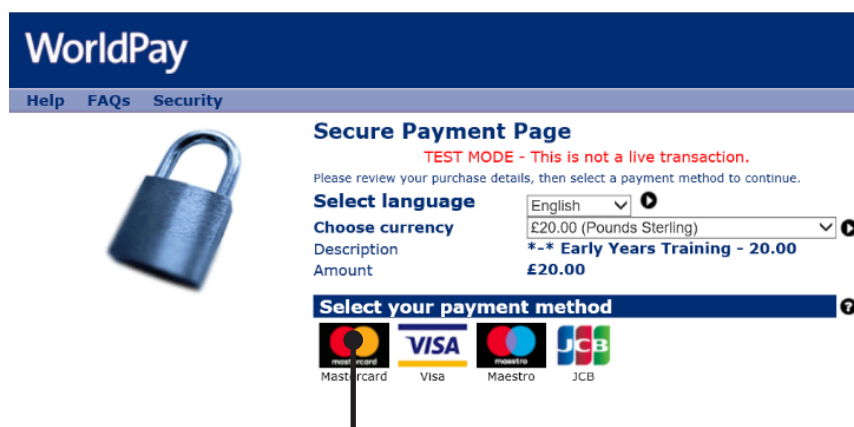 WorldPay
Help FAQs Security
Secure Payment Page
TEST MODE - This is not a live transaction.
Please review your purchase details, then select a payment method to continue.
Select language English
Choose currency £20.00 (Pounds Sterling)
Description *-* Early Years Training - 20.00
Amount £20.00
Select your payment method ?
mastercard VISA maestro JCB
Mastercard Visa Maestro JCB